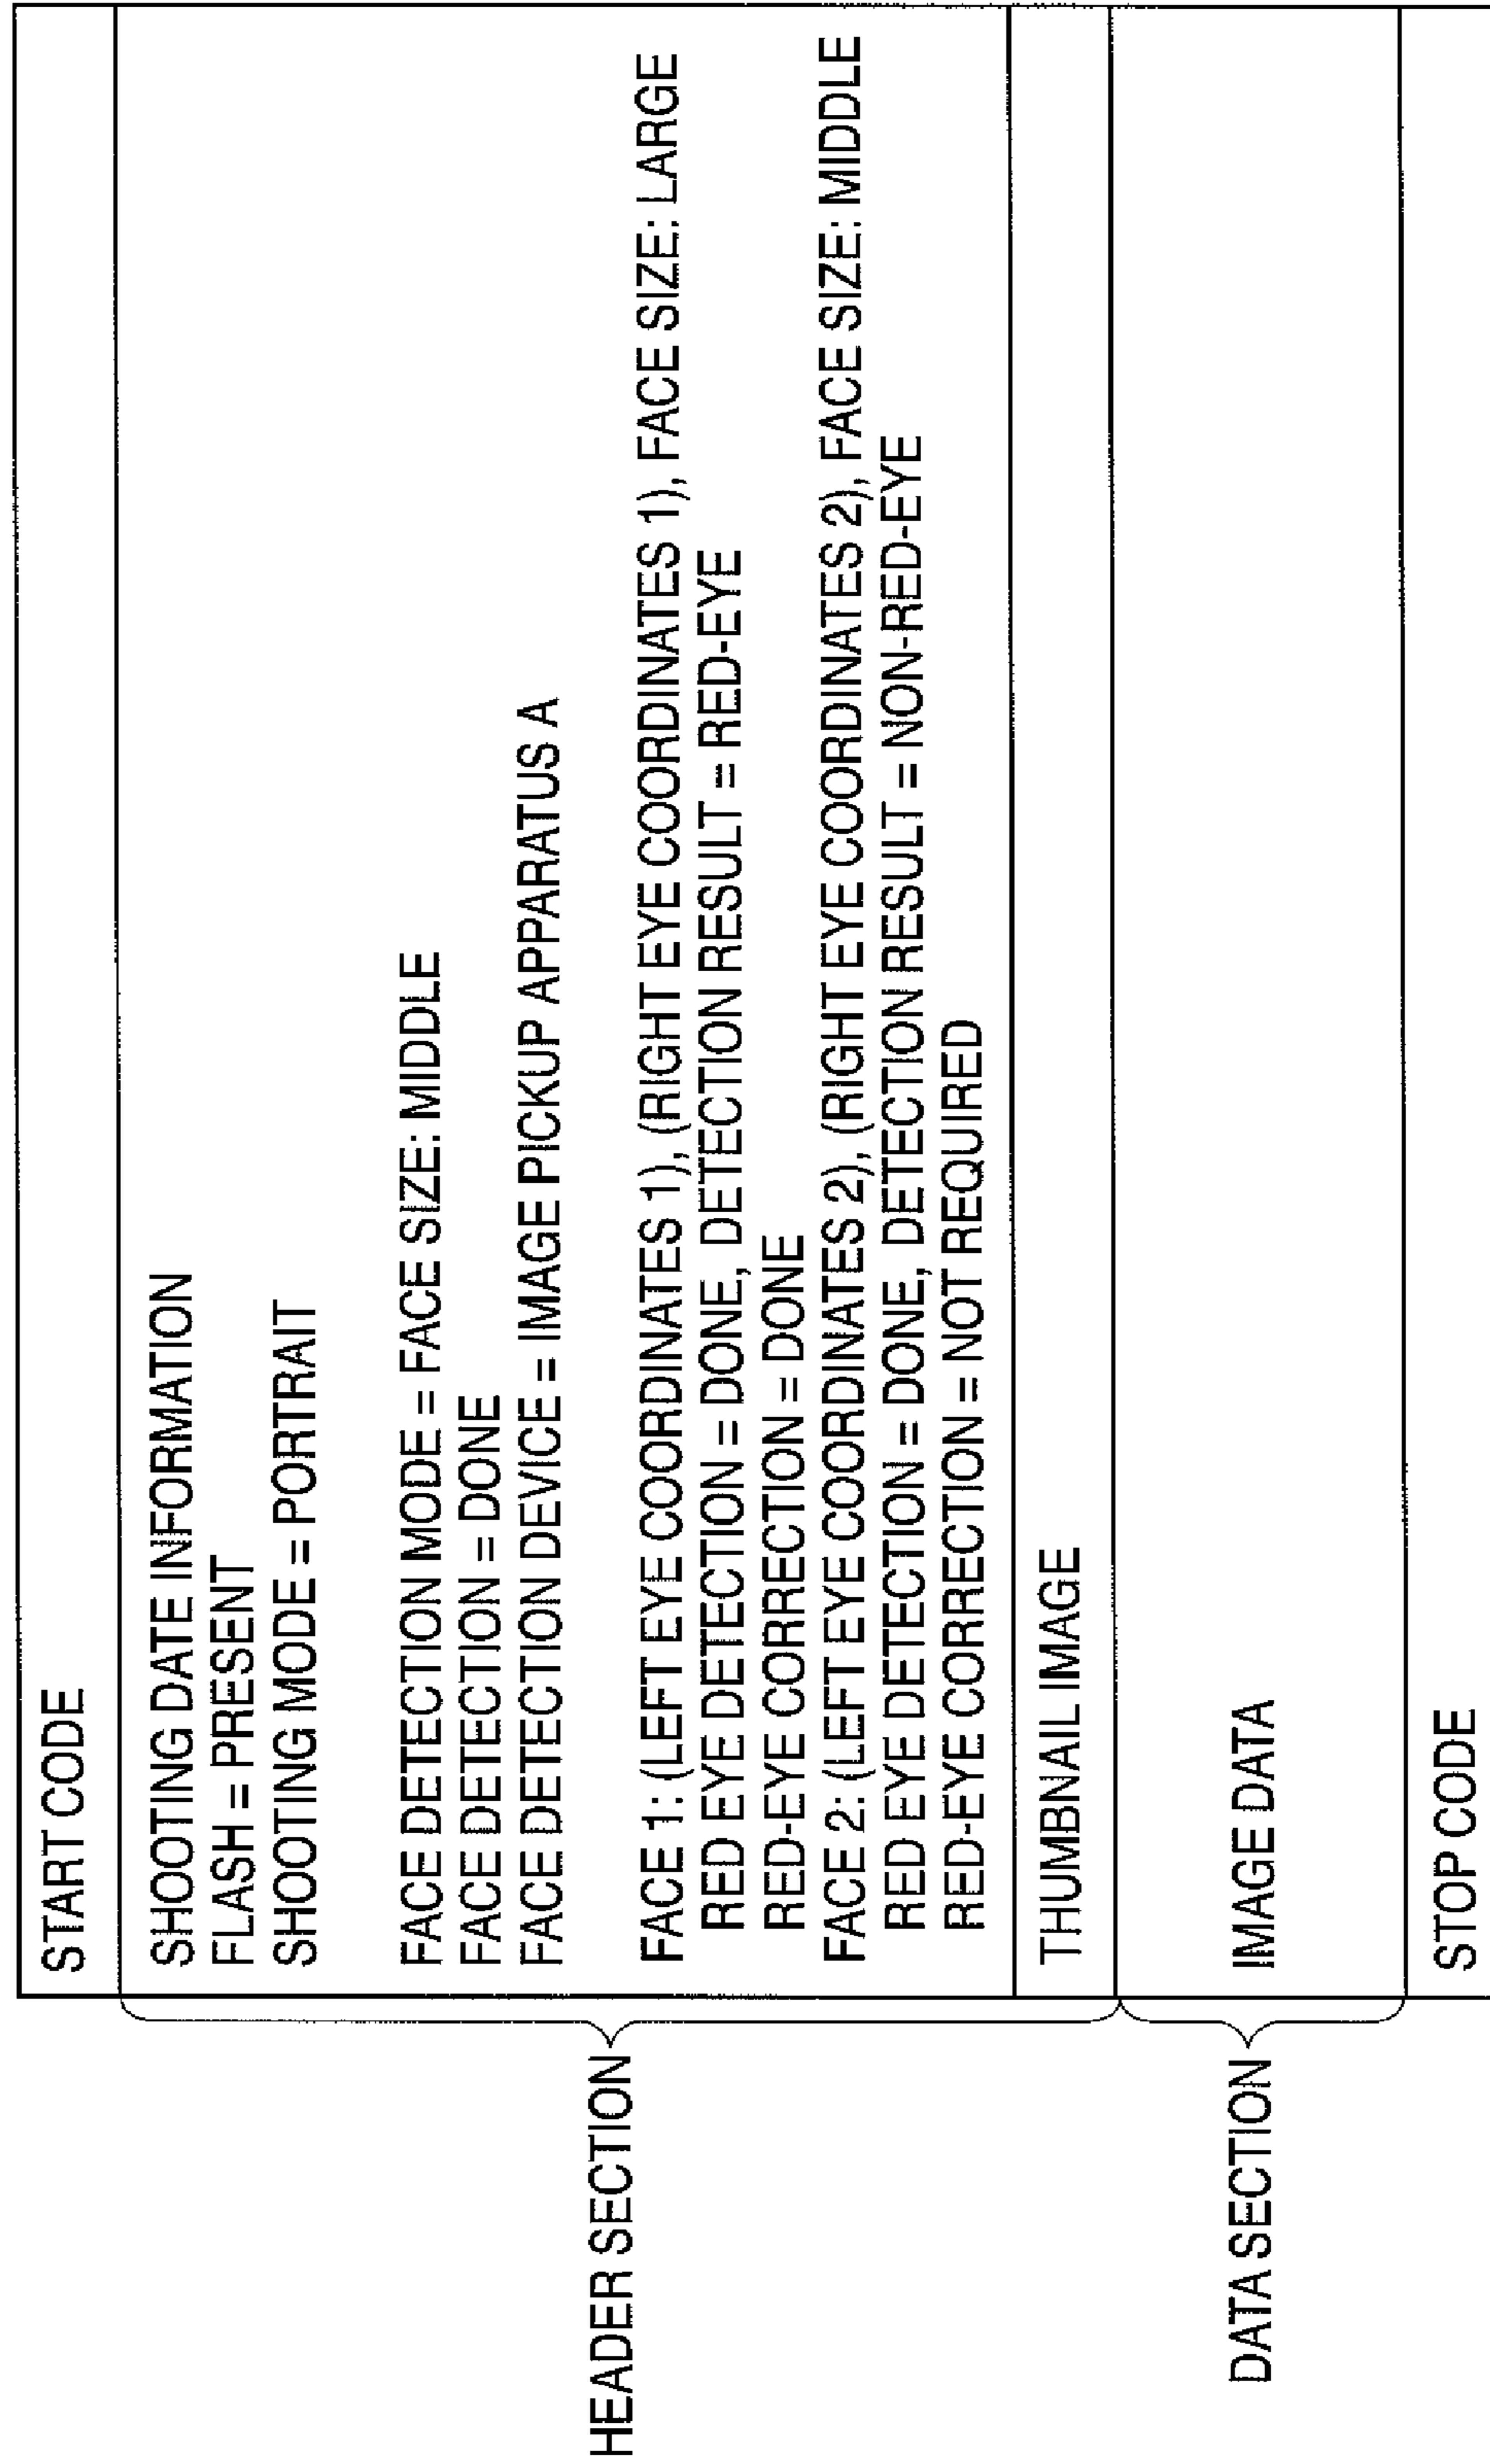 START CODE
SHOOTING DATE INFORMATION
FLASH = PRESENT
SHOOTING MODE = PORTRAIT
FACE DETECTION MODE = FACE SIZE: MIDDLE
FACE DETECTION = DONE
FACE DETECTION DEVICE = IMAGE PICKUP APPARATUS A
FACE 1: (LEFT EYE COORDINATES 1), (RIGHT EYE COORDINATES 1), FACE SIZE: LARGE
RED EYE DETECTION = DONE, DETECTION RESULT = RED-EYE
RED-EYE CORRECTION = DONE
FACE 2: (LEFT EYE COORDINATES 2), (RIGHT EYE COORDINATES 2), FACE SIZE: MIDDLE
RED EYE DETECTION = DONE, DETECTION RESULT = NON-RED-EYE
RED-EYE CORRECTION = NOT REQUIRED
THUMBNAIL IMAGE
IMAGE DATA
STOP CODE
HEADER SECTION
DATA SECTION